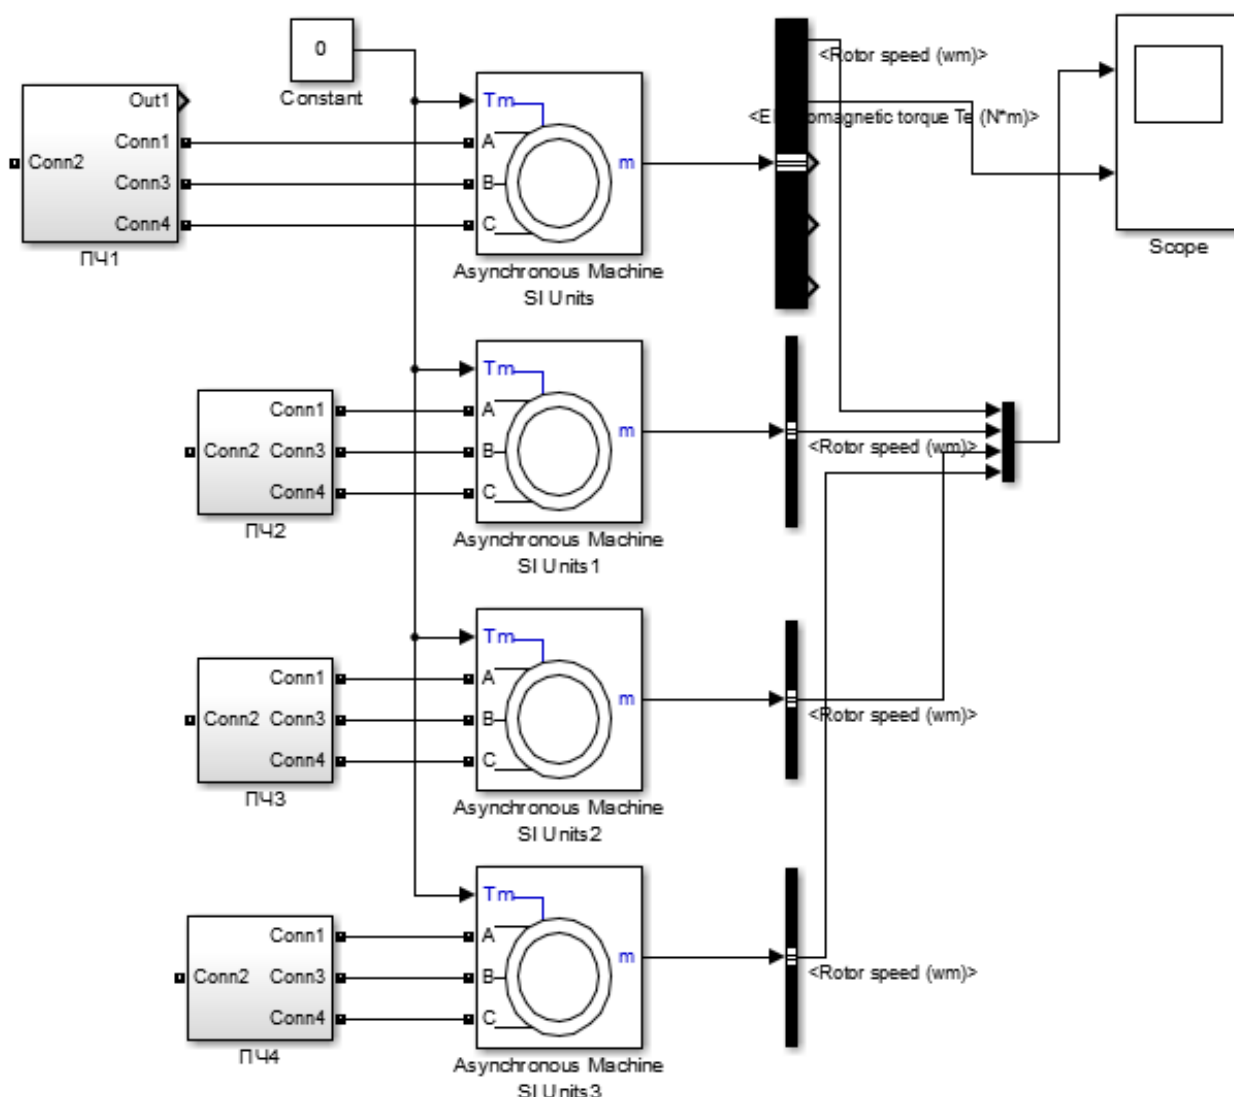 0
Constant
Out1
Conn1
Conn2
Conn3
Conn4
ПЧ1
Tm
A
B
C
m
Asynchronous Machine
SI Units
<Rotor speed (wm)>
<El omagnetic torque Te (N*m)>
Scope
Conn1
Conn2 Conn3
Conn4
ПЧ2
Tm
A
B
C
m
Asynchronous Machine
SI Units1
<Rotor speed (wm)>
Conn1
Conn2 Conn3
Conn4
ПЧ3
Tm
A
B
C
m
Asynchronous Machine
SI Units2
<Rotor speed (wm)>
Conn1
Conn2 Conn3
Conn4
ПЧ4
Tm
A
B
C
m
Asynchronous Machine
SI Units3
<Rotor speed (wm)>